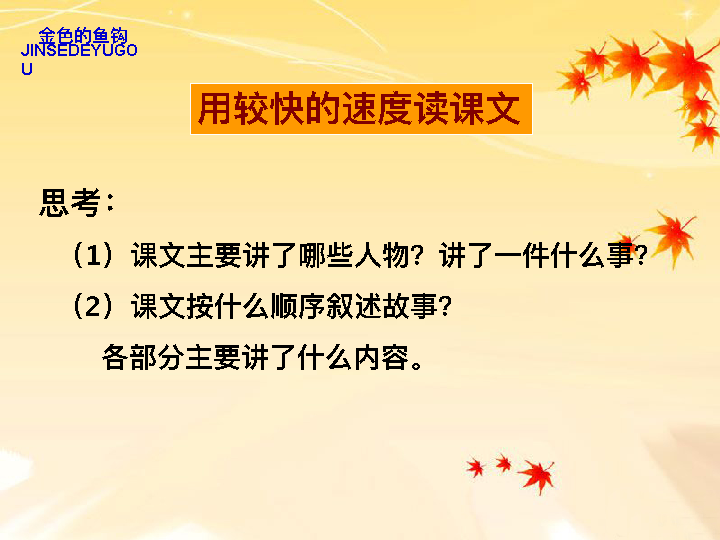 金色的鱼钩
JINSEDEYUGO
U
用较快的速度读课文
思考：
（1）课文主要讲了哪些人物？讲了一件什么事？
（2）课文按什么顺序叙述故事？
各部分主要讲了什么内容。